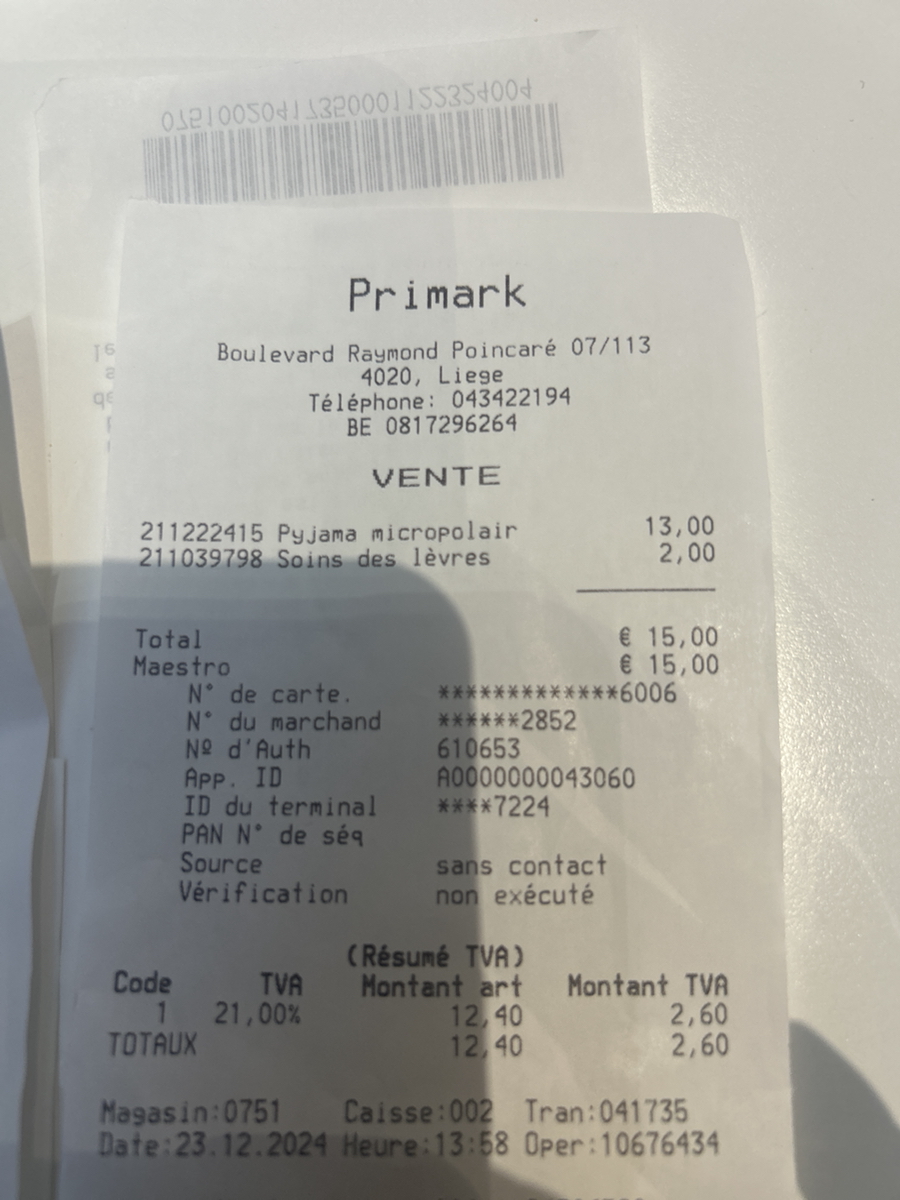 07510020417350001122324004
Primark
Boulevard Raymond Poincaré 07/113
4020, Liege
Téléphone: 043422194
BE 0817296264
VENTE
211222415 Pyjama micropolair 13,00
211039798 Soins des lèvres 2,00
Total € 15,00
Maestro € 15,00
N° de carte. *************6006
N° du marchand ******2852
Nº d'Auth 610653
App. ID A0000000043060
ID du terminal ****7224
PAN N° de séq
Source sans contact
Vérification non exécuté
(Résumé TVA)
Code TVA Montant art Montant TVA
1 21,00% 12,40 2,60
TOTAUX 12,40 2,60
Magasin:0751 Caisse:002 Tran:041735
Date:23.12.2024 Heure:13:58 Oper:10676434